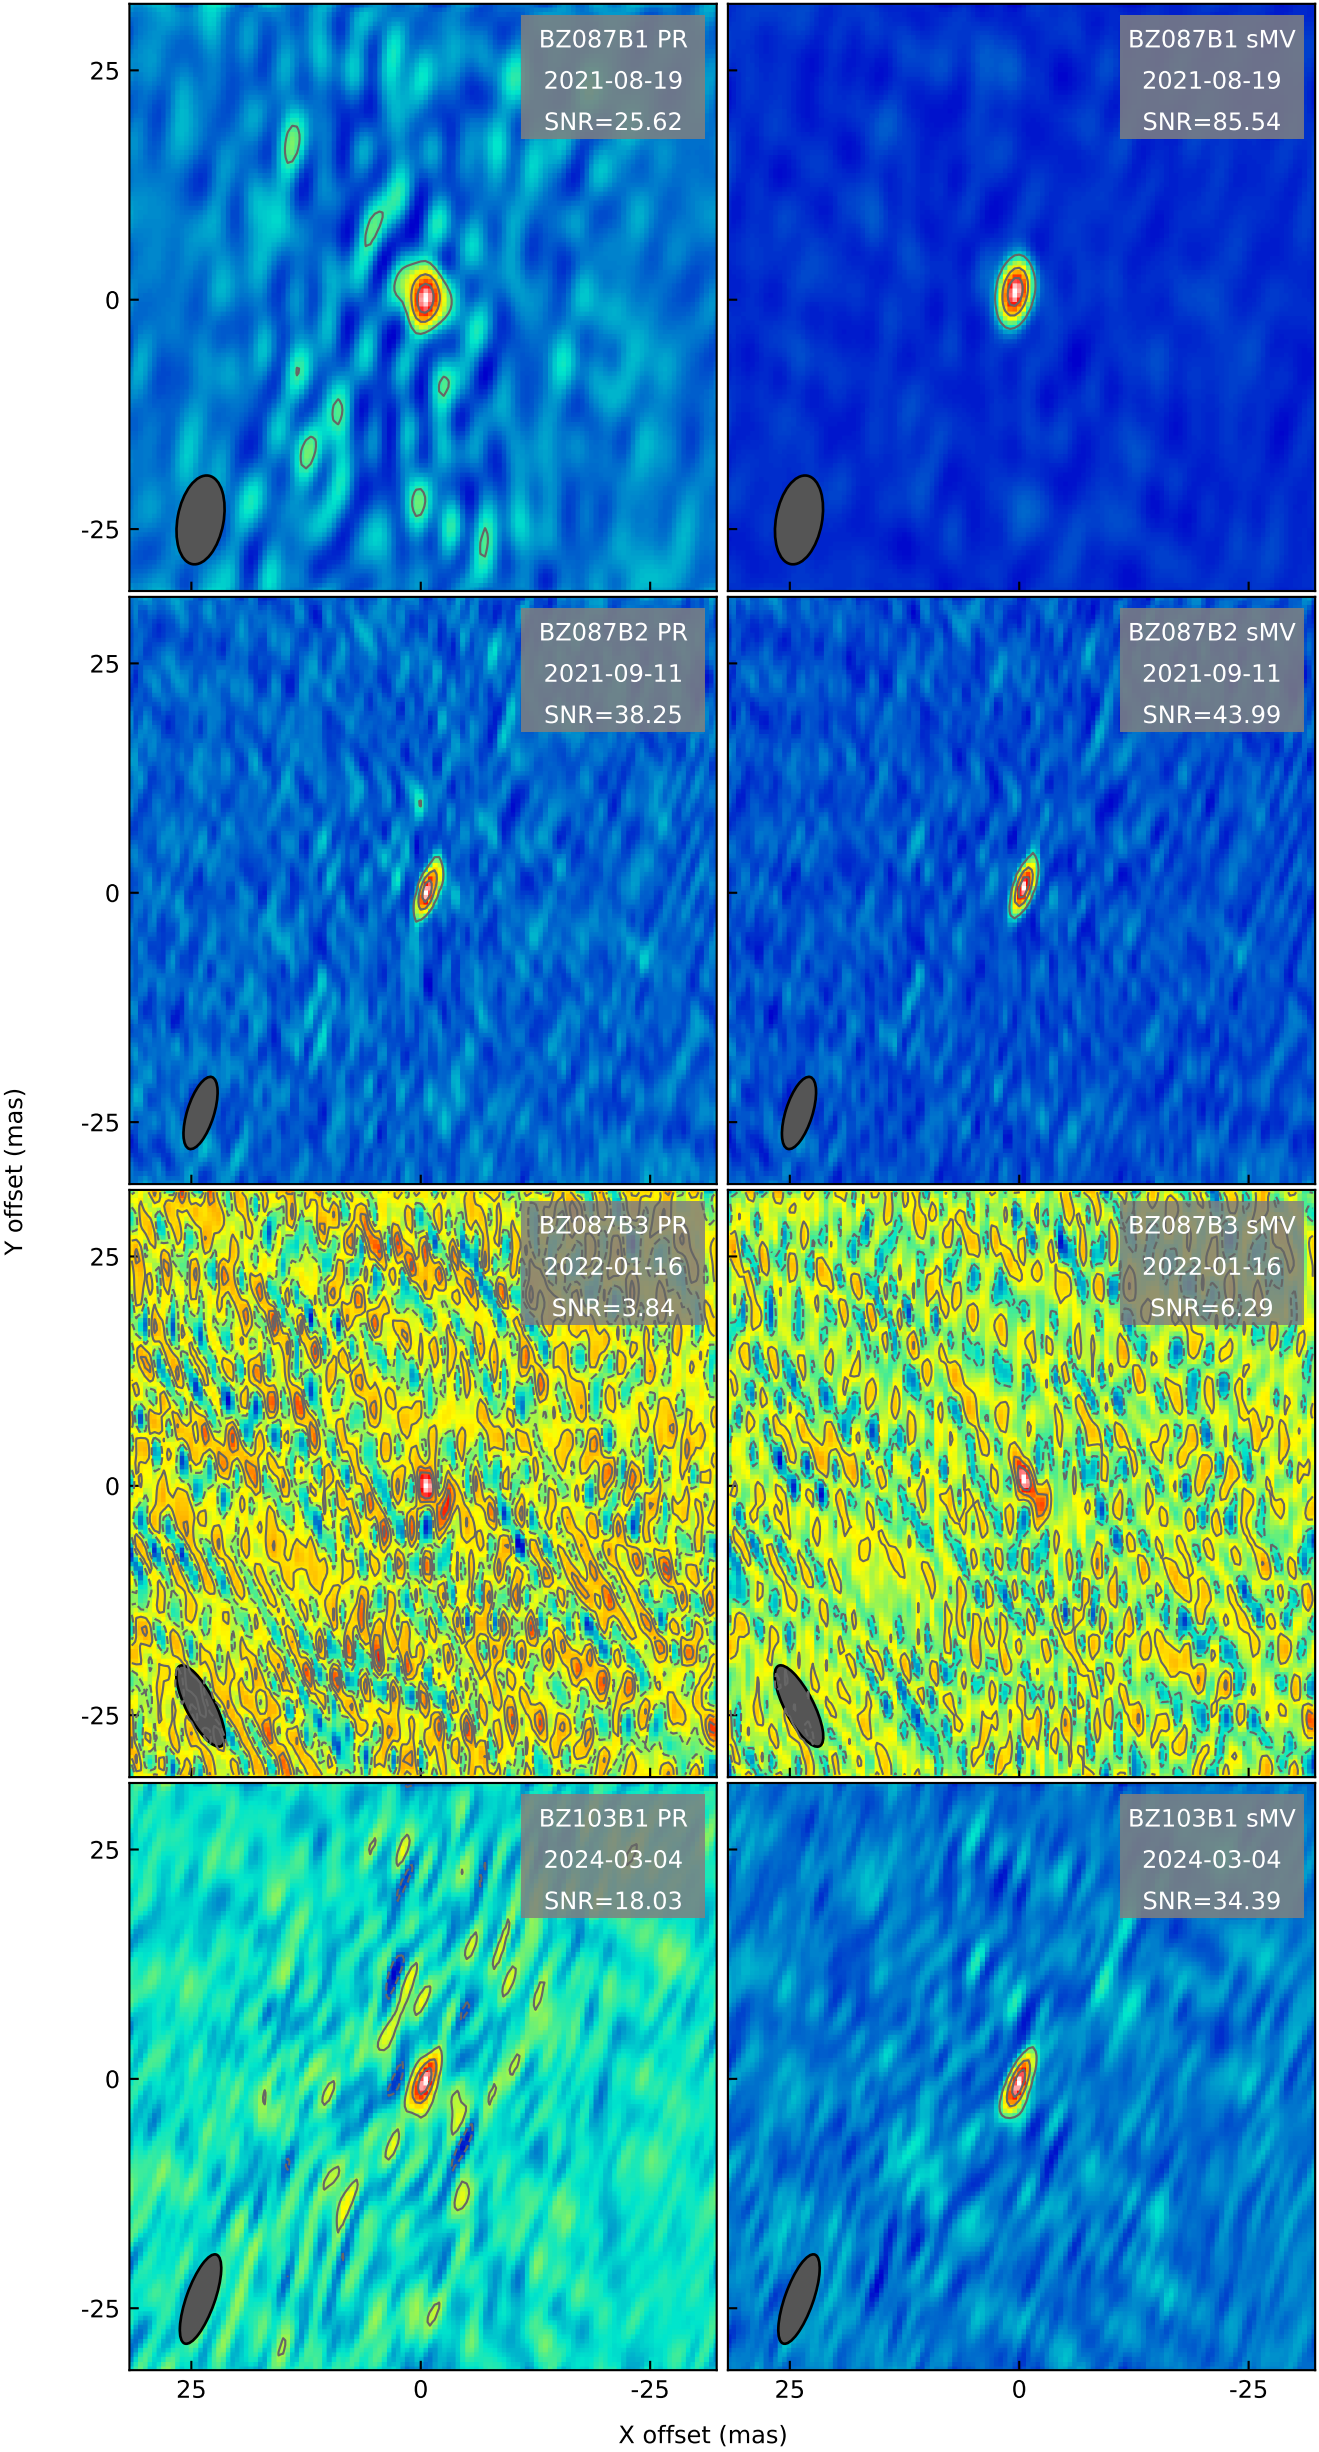 BZ087B1 PR
2021-08-19
SNR=25.62
BZ087B1 sMV
2021-08-19
SNR=85.54
25
0
-25
BZ087B2 PR
2021-09-11
SNR=38.25
BZ087B2 sMV
2021-09-11
SNR=43.99
25
0
-25
Y offset (mas)
BZ087B3 PR
2022-01-16
SNR=3.84
BZ087B3 sMV
2022-01-16
SNR=6.29
25
0
-25
BZ103B1 PR
2024-03-04
SNR=18.03
BZ103B1 sMV
2024-03-04
SNR=34.39
25
0
-25
25 0 -25 25 0 -25
X offset (mas)